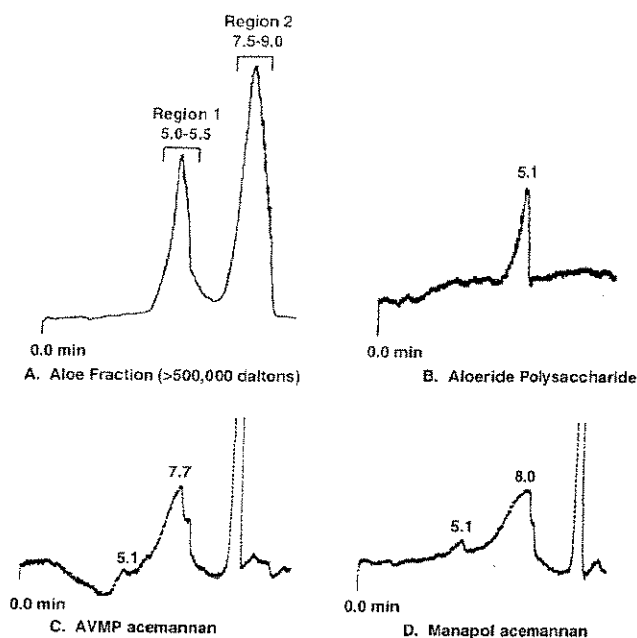 Region 2
7.5-9.0
Region 1
5.0-5.5
0.0 min
A. Aloe Fraction (>500,000 daltons)
5.1
0.0 min
B. Aloeride Polysaccharide
7.7
5.1
0.0 min
C. AVMP acemannan
8.0
5.1
0.0 min
D. Manapol acemannan